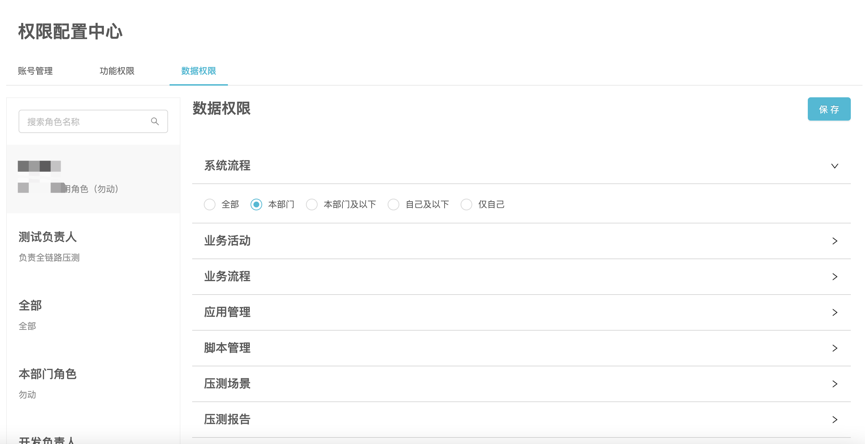 权限配置中心
账号管理 功能权限 数据权限
搜索角色名称
角色（勿动）
测试负责人
负责全链路压测
全部
全部
本部门角色
勿动
开发负责人
数据权限
保 存
系统流程
全部 本部门 本部门及以下 自己及以下 仅自己
业务活动
业务流程
应用管理
脚本管理
压测场景
压测报告